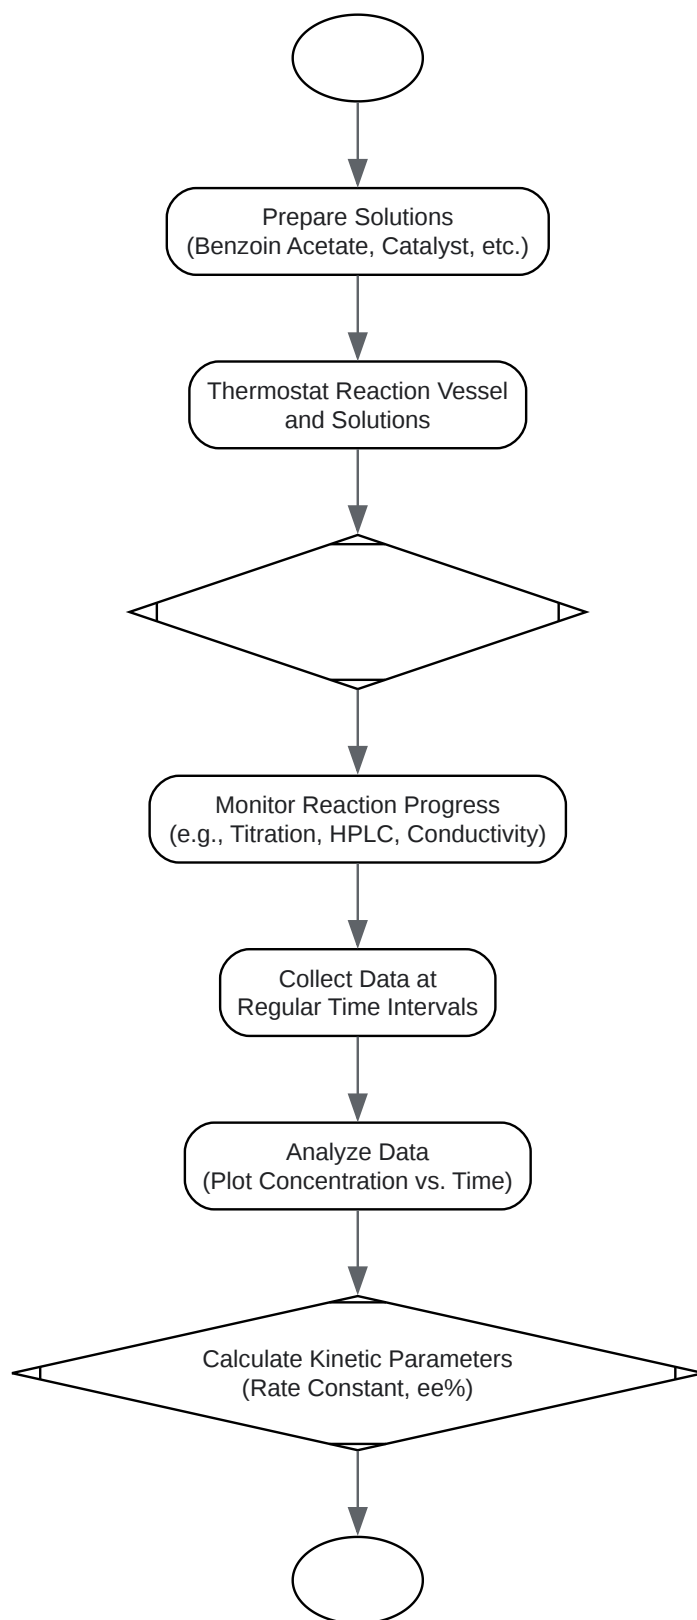 Prepare Solutions
(Benzoin Acetate, Catalyst, etc.)
Thermostat Reaction Vessel
and Solutions
Monitor Reaction Progress
(e.g., Titration, HPLC, Conductivity)
Collect Data at
Regular Time Intervals
Analyze Data
(Plot Concentration vs. Time)
Calculate Kinetic Parameters
(Rate Constant, ee%)